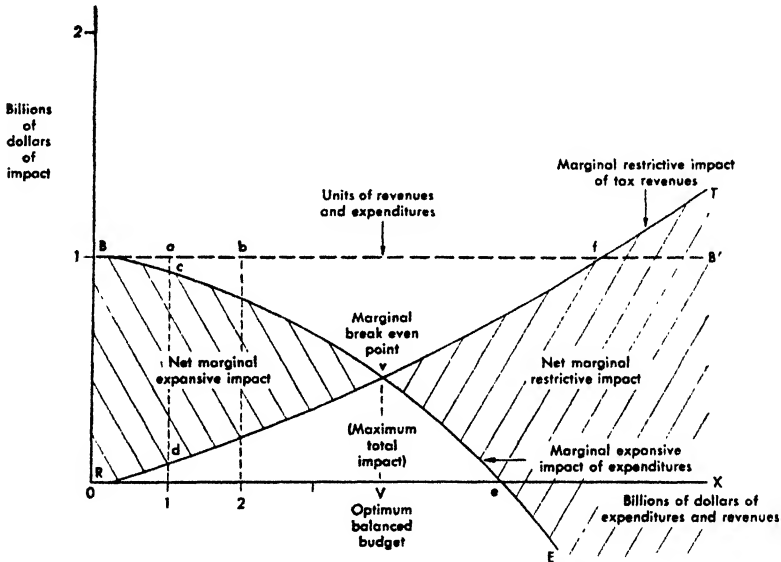 2
Billions
of
dollars
of
impact
Marginal restrictive impact
of tax revenues
T
Units of revenues
and expenditures
B
a
b
f
1
B'
c
Marginal
break even
point
v
Net marginal
expansive impact
Net marginal
restrictive impact
(Maximum
total
impact)
Marginal expansive
impact of expenditures
d
R
X
0
1
2
V
e
Optimum
balanced
budget
Billions of dollars of
expenditures and revenues
E